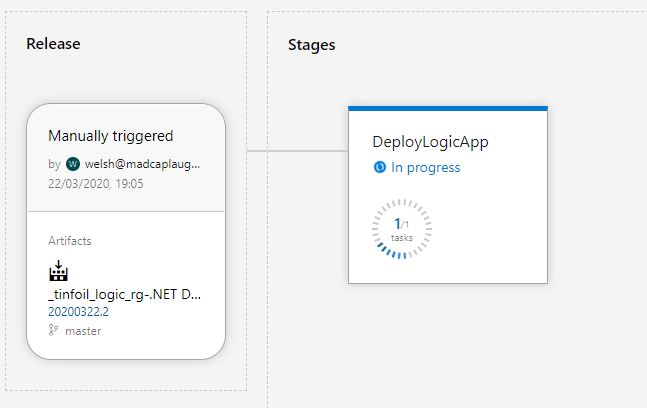 Release
Manually triggered
by W welsh@madcaplaug...
22/03/2020, 19:05
Artifacts
_tinfoil_logic_rg-.NET D...
20200322.2
master
Stages
DeployLogicApp
In progress
1/1
tasks